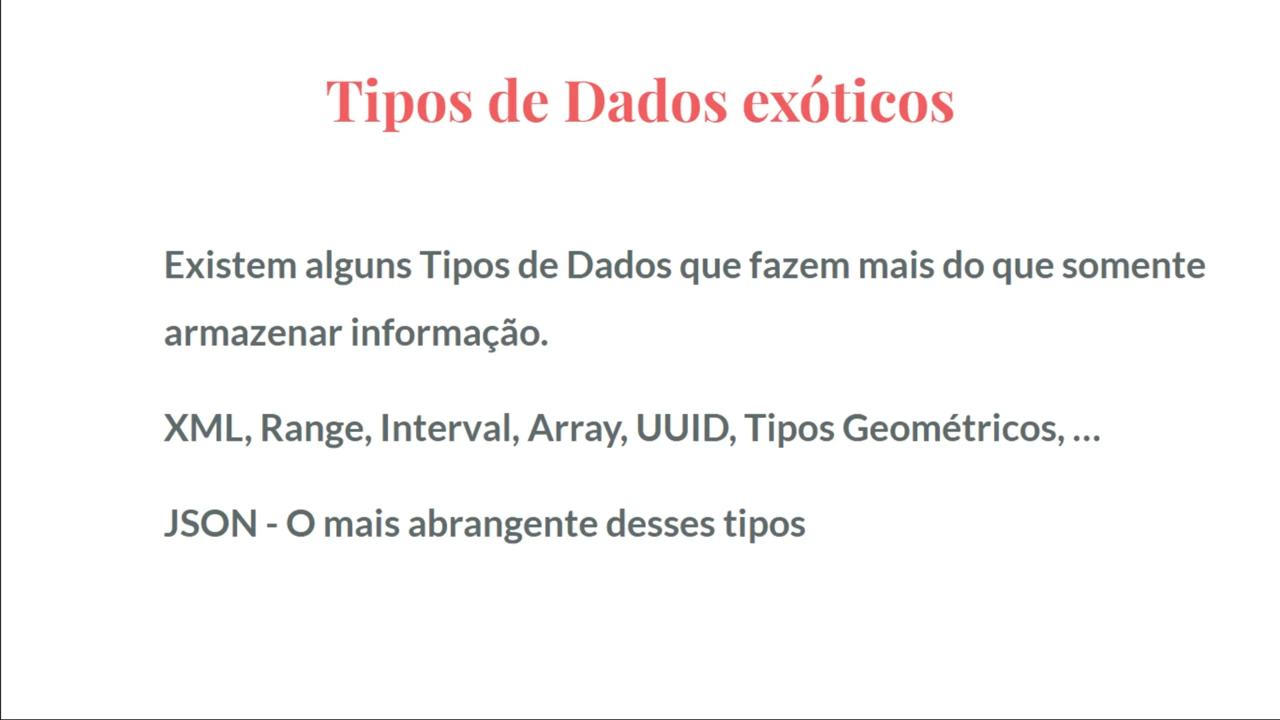 Tipos de Dados exóticos
Existem alguns Tipos de Dados que fazem mais do que somente
armazenar informação.
XML, Range, Interval, Array, UUID, Tipos Geométricos, ...
JSON - O mais abrangente desses tipos